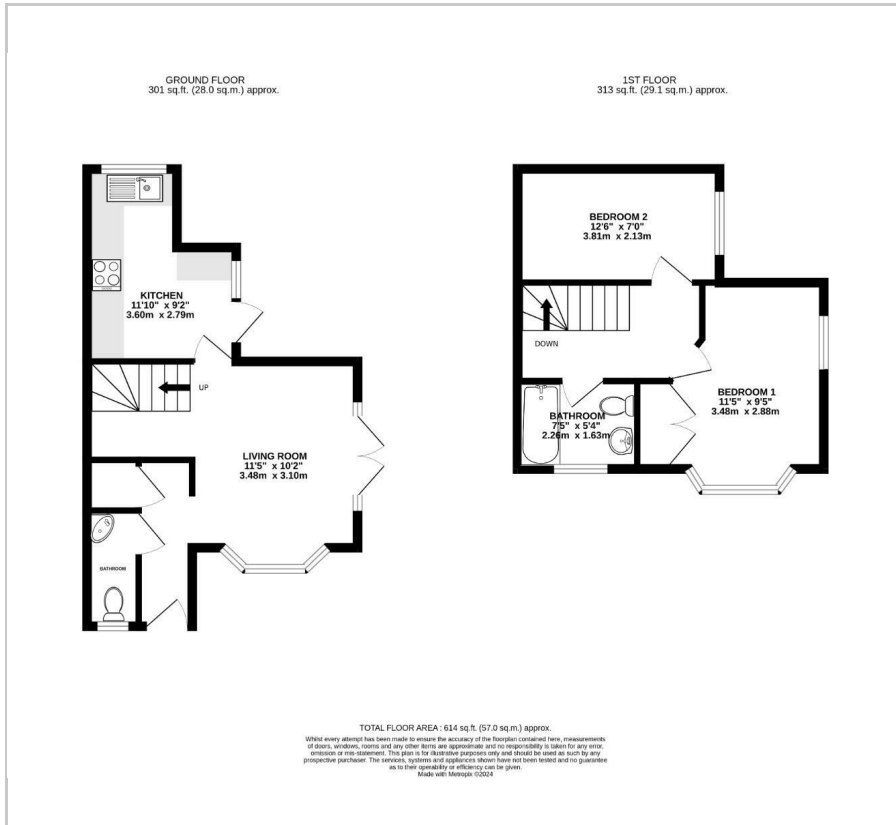 GROUND FLOOR
301 sq.ft. (28.0 sq.m.) approx.
1ST FLOOR
313 sq.ft. (29.1 sq.m.) approx.
KITCHEN
11'10" x 9'2"
3.60m x 2.79m
UP
LIVING ROOM
11'5" x 10'2"
3.48m x 3.10m
BATHROOM
BEDROOM 2
12'6" x 7'0"
3.81m x 2.13m
DOWN
BEDROOM 1
11'5" x 9'5"
3.48m x 2.88m
BATHROOM
7'5" x 5'4"
2.26m x 1.63m
TOTAL FLOOR AREA : 614 sq.ft. (57.0 sq.m.) approx.
Whilst every attempt has been made to ensure the accuracy of the floorplan contained here, measurements
of doors, windows, rooms and any other items are approximate and no responsibility is taken for any error,
omission or mis-statement. This plan is for illustrative purposes only and should be used as such by any
prospective purchaser. The services, systems and appliances shown have not been tested and no guarantee
as to their operability or efficiency can be given.
Made with Metropix ©2024